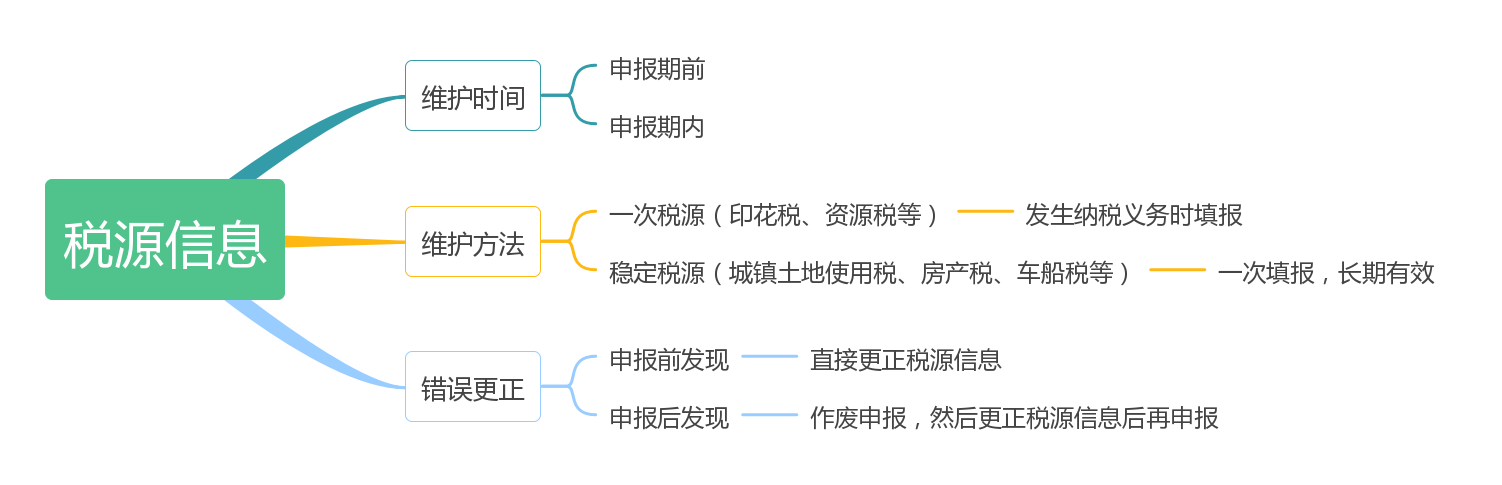 税源信息
维护时间
申报期前
申报期内
维护方法
一次税源（印花税、资源税等） 发生纳税义务时填报
稳定税源（城镇土地使用税、房产税、车船税等） 一次填报，长期有效
错误更正
申报前发现 直接更正税源信息
申报后发现 作废申报，然后更正税源信息后再申报